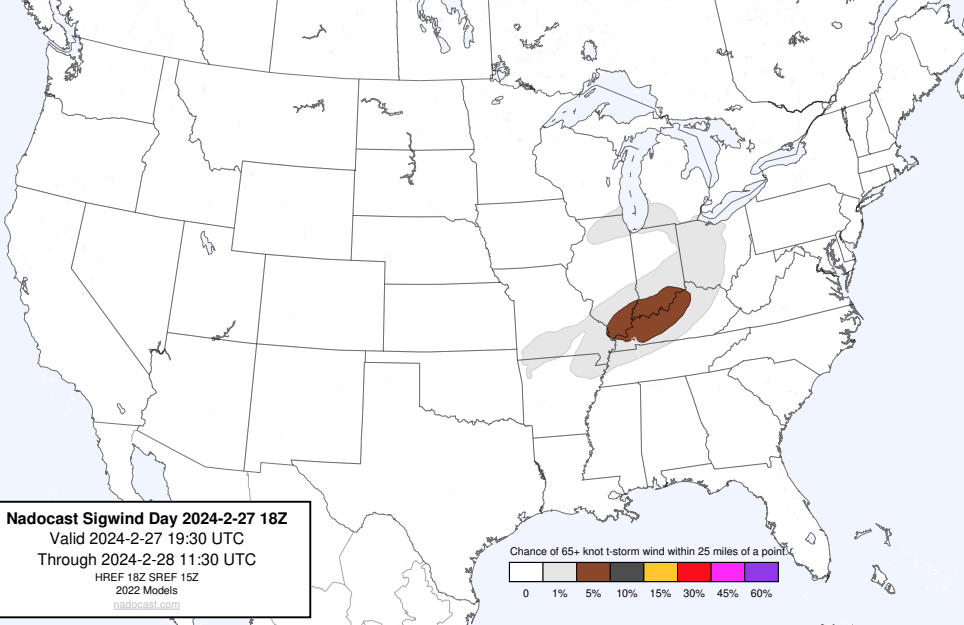 Nadocast Sigwind Day 2024-2-27 18Z
Valid 2024-2-27 19:30 UTC
Through 2024-2-28 11:30 UTC
HREF 18Z SREF 15Z
2022 Models
nadocast.com
Chance of 65+ knot t-storm wind within 25 miles of a point.
0 1% 5% 10% 15% 30% 45% 60%